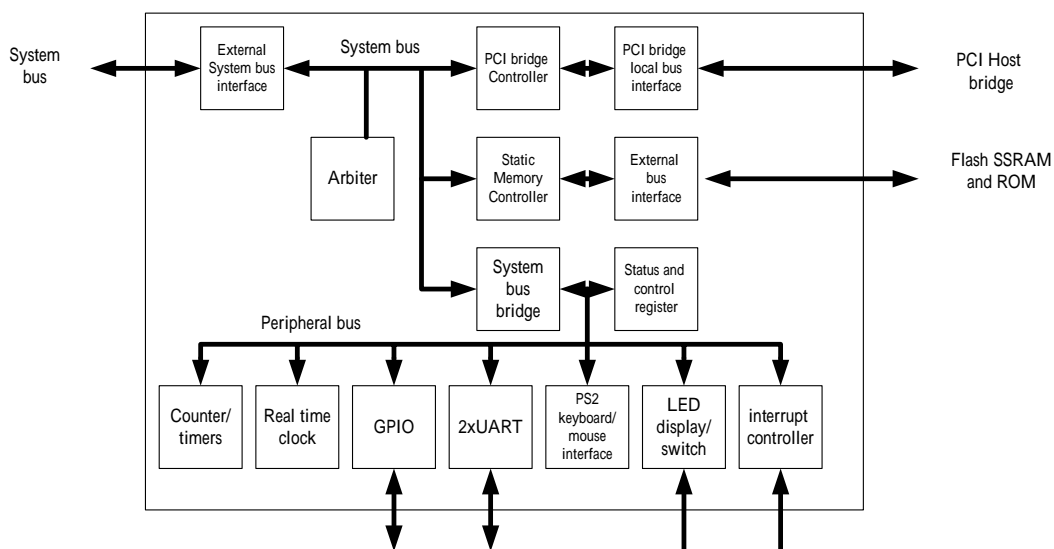 System
bus
External
System bus
interface
System bus
PCI bridge
Controller
PCI bridge
local bus
interface
PCI Host
bridge
Arbiter
Static
Memory
Controller
External
bus
interface
Flash SSRAM
and ROM
System
bus
bridge
Status and
control
register
Peripheral bus
Counter/
timers
Real time
clock
GPIO
2xUART
PS2
keyboard/
mouse
interface
LED
display/
switch
interrupt
controller